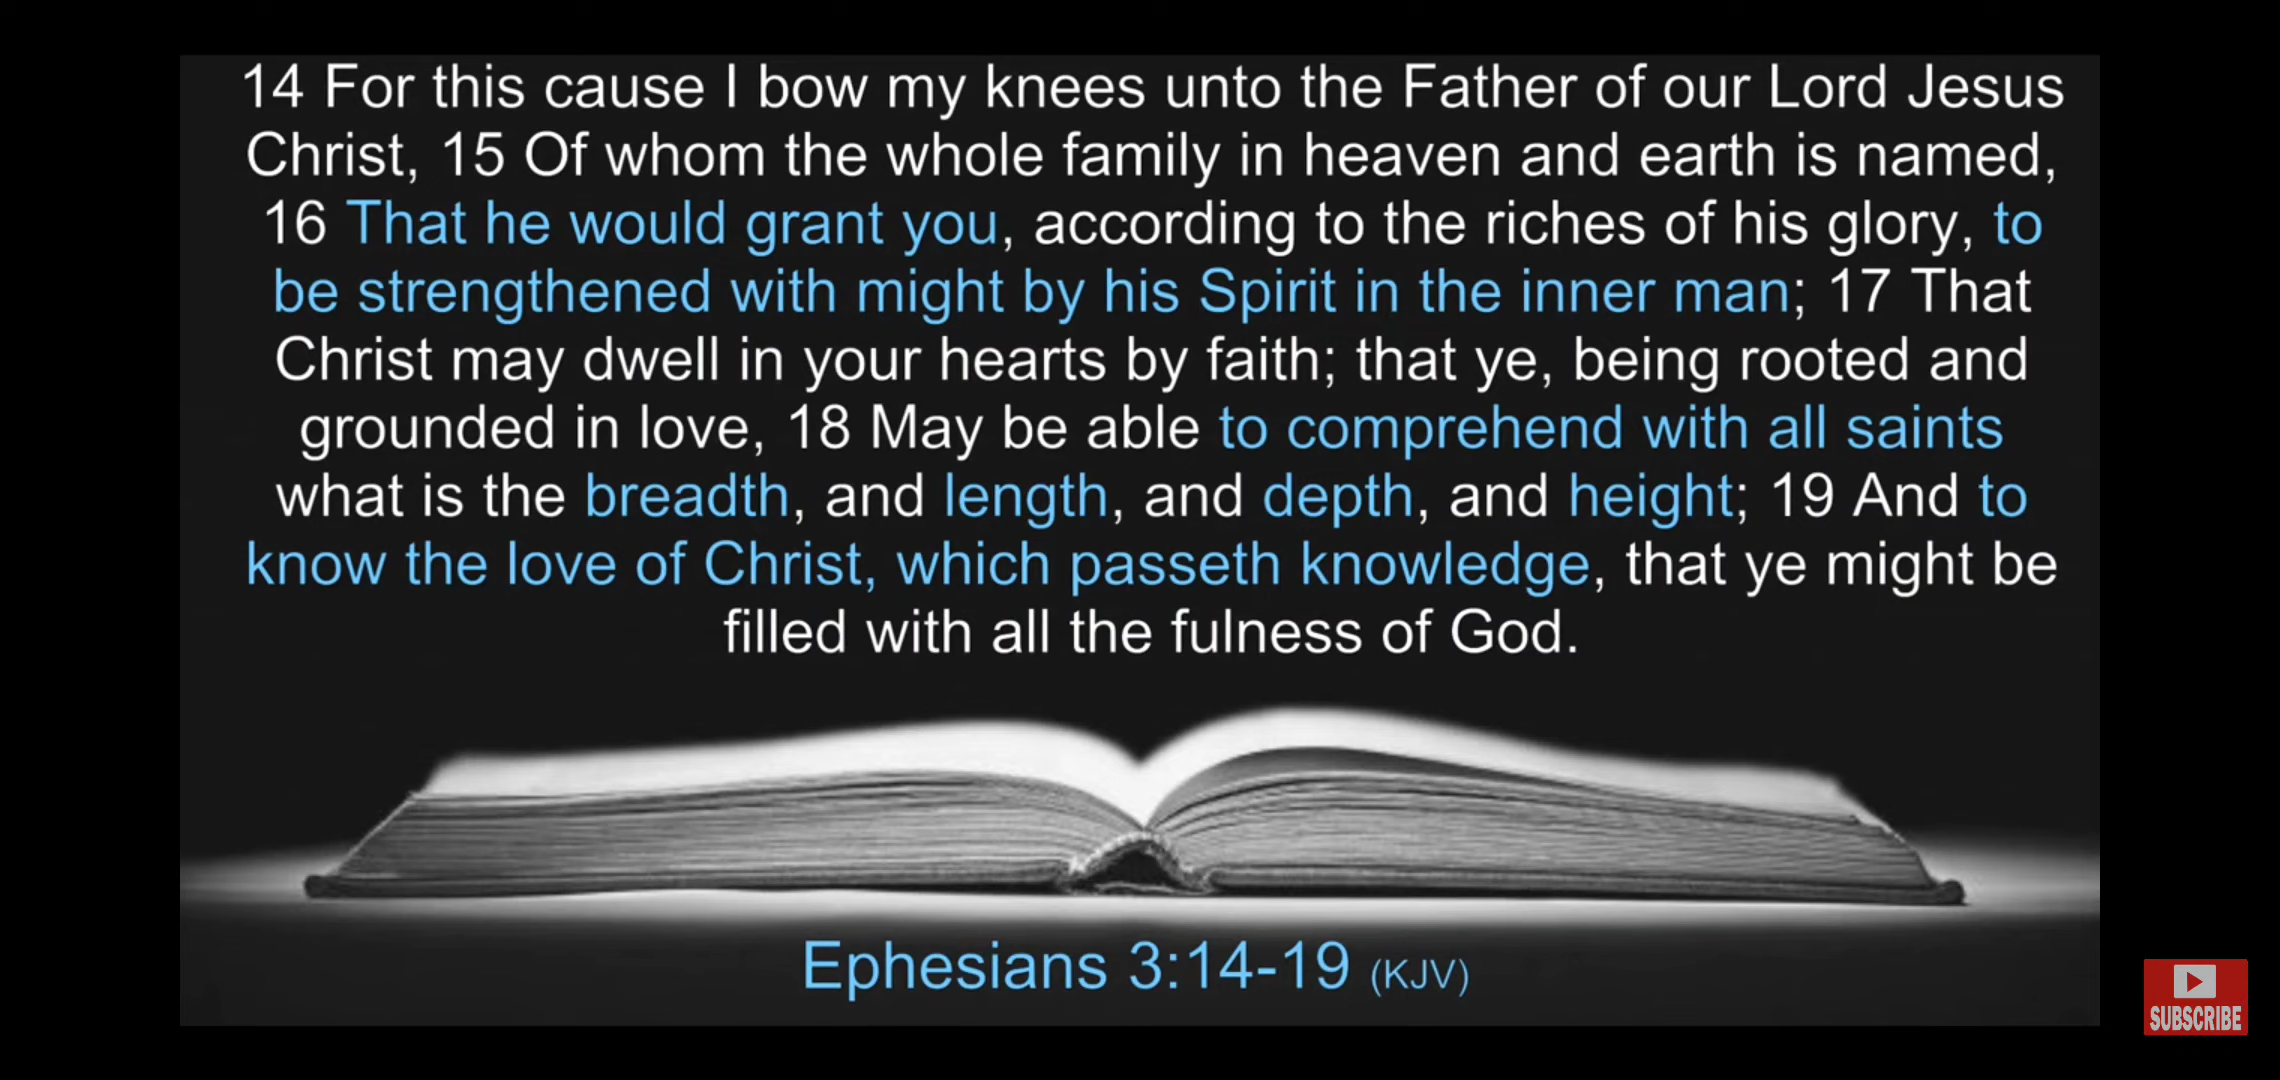 14 For this cause I bow my knees unto the Father of our Lord Jesus
Christ, 15 Of whom the whole family in heaven and earth is named,
16 That he would grant you, according to the riches of his glory, to
be strengthened with might by his Spirit in the inner man; 17 That
Christ may dwell in your hearts by faith; that ye, being rooted and
grounded in love, 18 May be able to comprehend with all saints
what is the breadth, and length, and depth, and height; 19 And to
know the love of Christ, which passeth knowledge, that ye might be
filled with all the fulness of God.
Ephesians 3:14-19 (KJV)
SUBSCRIBE